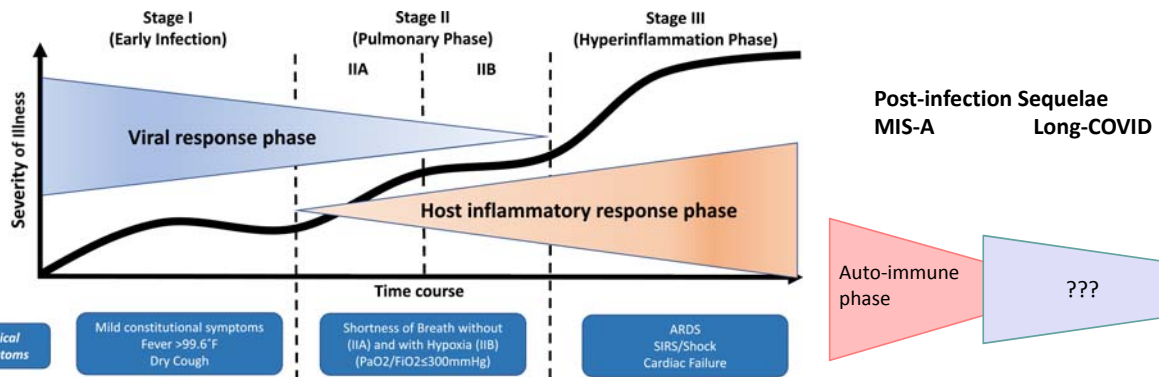 Stage I
(Early Infection)
Stage II
(Pulmonary Phase)
Stage III
(Hyperinflammation Phase)
IIA
IIB
Severity of Illness
Viral response phase
Host inflammatory response phase
Time course
Mild constitutional symptoms
Fever >99.6°F
Dry Cough
Shortness of Breath without
(IIA) and with Hypoxia (IIB)
(PaO2/FiO2≤300mmHg)
ARDS
SIRS/Shock
Cardiac Failure
Post-infection Sequelae
MIS-A Long-COVID
Auto-immune
phase
???